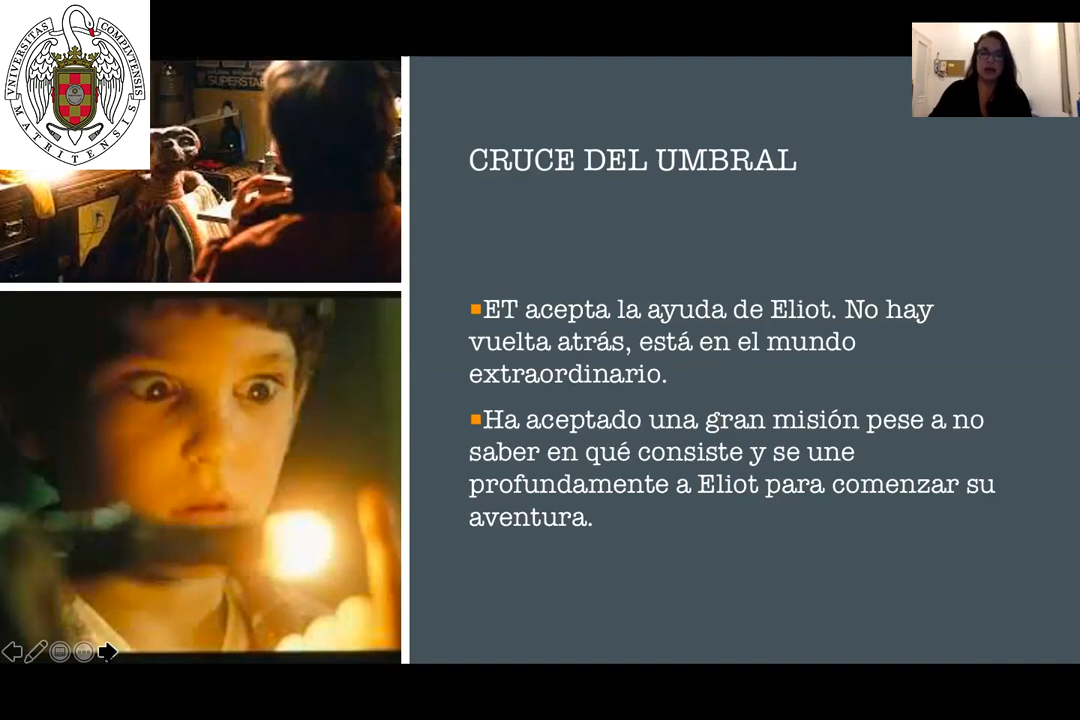 UNIVERSITAS COMPLUTENSIS
MATRITENSIS
SUPERSTAR
CRUCE DEL UMBRAL
ET acepta la ayuda de Eliot. No hay
vuelta atrás, está en el mundo
extraordinario.
Ha aceptado una gran misión pese a no
saber en qué consiste y se une
profundamente a Eliot para comenzar su
aventura.